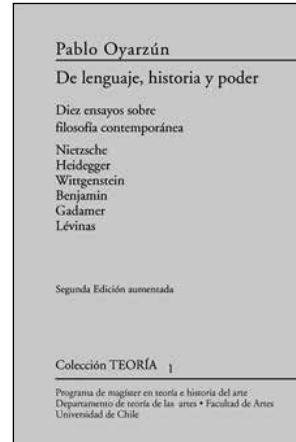 Pablo Oyarzún
De lenguaje, historia y poder
Diez ensayos sobre
filosofía contemporánea
Nietzsche
Heidegger
Wittgenstein
Benjamin
Gadamer
Lévinas
Segunda Edición aumentada
Colección TEORÍA 1
Programa de magíster en teoría e historia del arte
Departamento de teoría de las artes • Facultad de Artes
Universidad de Chile